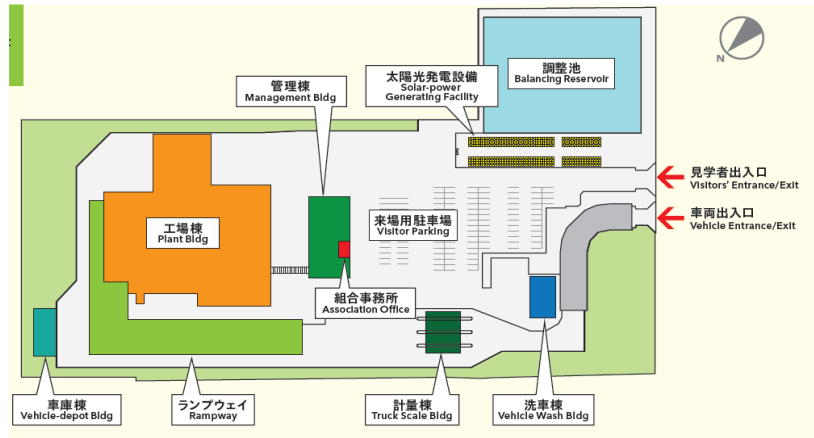 N
調整池
Balancing Reservoir
太陽光発電設備
Solar-power
Generating Facility
管理棟
Management Bldg
見学者出入口
Visitors' Entrance/Exit
車両出入口
Vehicle Entrance/Exit
工場棟
Plant Bldg
来場用駐車場
Visitor Parking
組合事務所
Association Office
車庫棟
Vehicle-depot Bldg
ランプウェイ
Rampway
計量棟
Truck Scale Bldg
洗車棟
Vehicle Wash Bldg